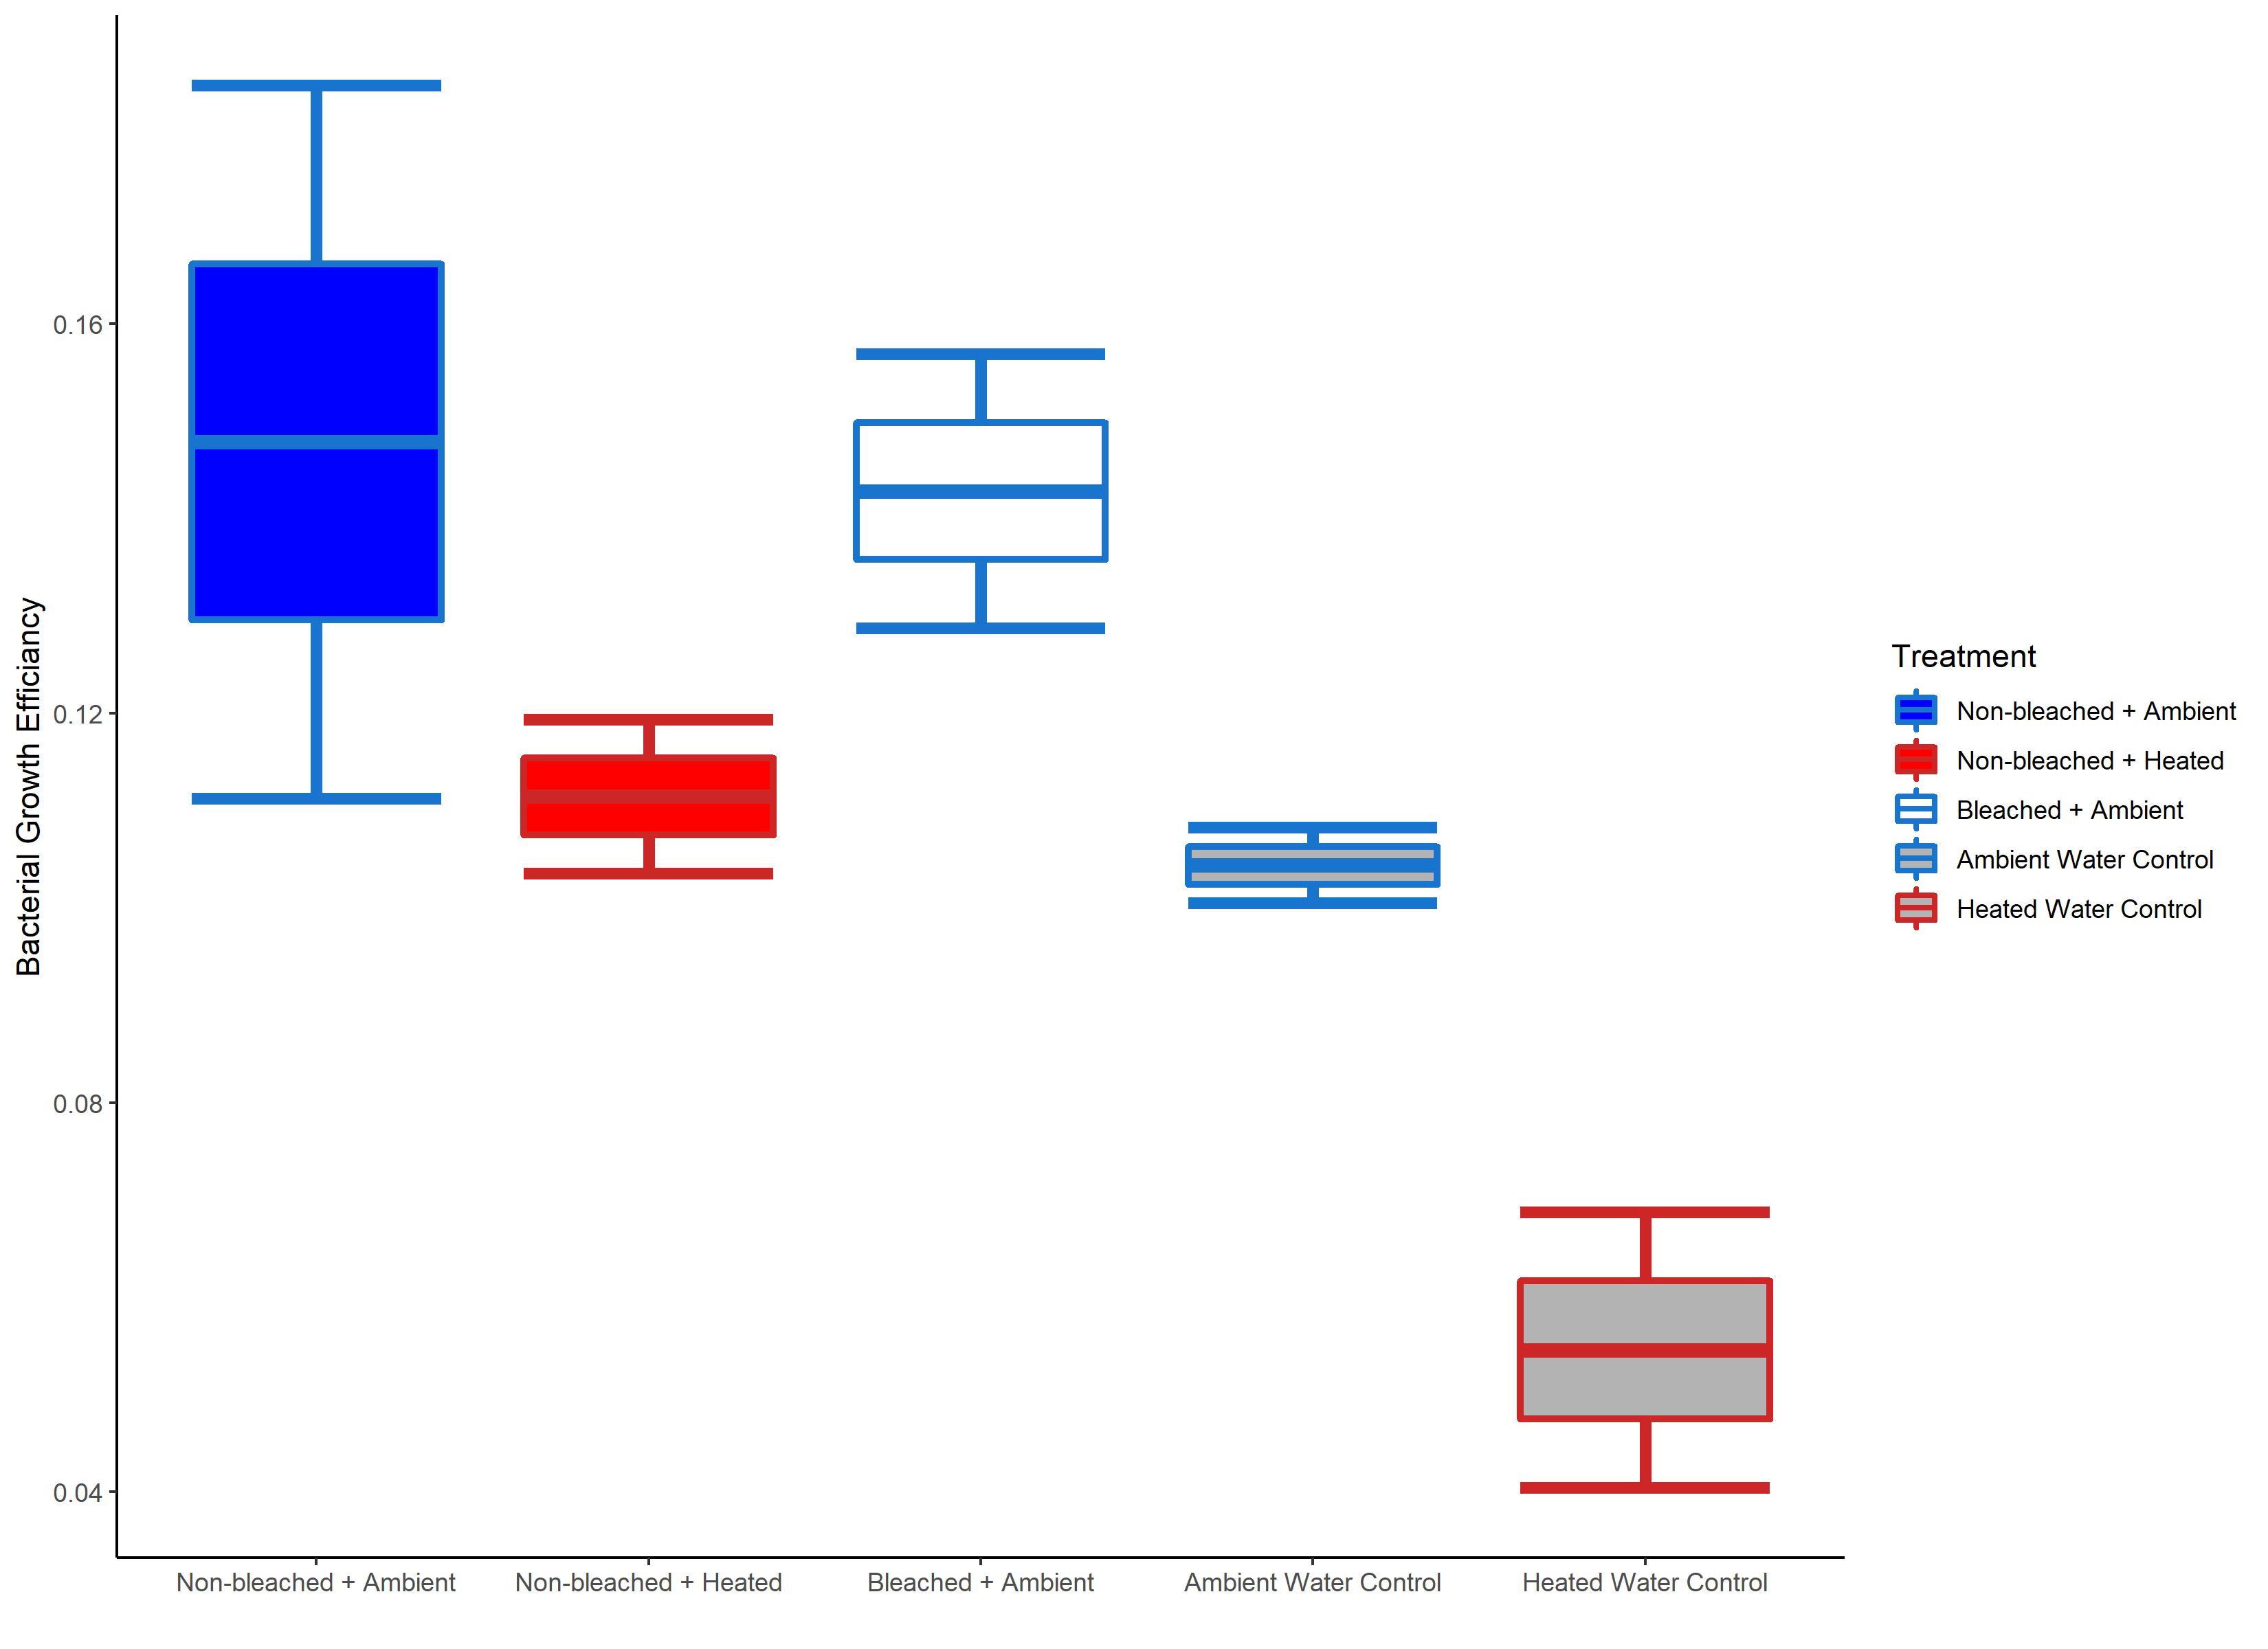 Bacterial Growth Efficiancy
0.16
0.12
0.08
0.04
Non-bleached + Ambient
Non-bleached + Heated
Bleached + Ambient
Ambient Water Control
Heated Water Control
Treatment
Non-bleached + Ambient
Non-bleached + Heated
Bleached + Ambient
Ambient Water Control
Heated Water Control